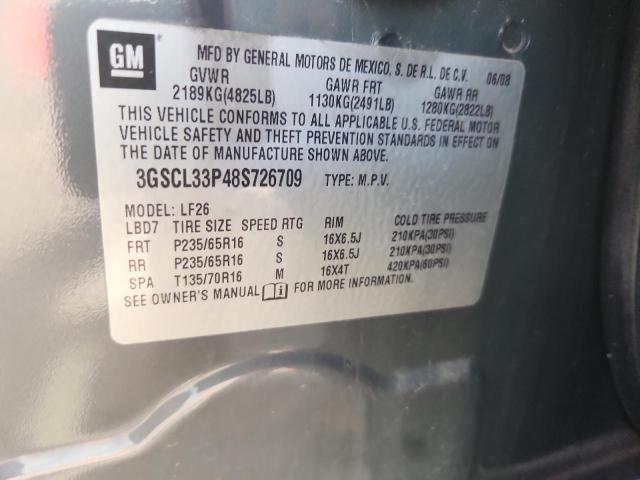 GM
MFD BY GENERAL MOTORS DE MEXICO, S. DE R.L. DE C.V. 06/08
GVWR GAWR FRT GAWR RR
2189KG(4825LB) 1130KG(2491LB) 1280KG(2822LB)
THIS VEHICLE CONFORMS TO ALL APPLICABLE U.S. FEDERAL MOTOR
VEHICLE SAFETY AND THEFT PREVENTION STANDARDS IN EFFECT ON
THE DATE OF MANUFACTURE SHOWN ABOVE.
3GSCL33P48S726709 TYPE: M.P.V.
MODEL: LF26
LBD7 TIRE SIZE SPEED RTG RIM COLD TIRE PRESSURE
FRT P235/65R16 S 16X6.5J 210KPA(30PSI)
RR P235/65R16 S 16X6.5J 210KPA(30PSI)
SPA T135/70R16 M 16X4T 420KPA(60PSI)
SEE OWNER'S MANUAL FOR MORE INFORMATION.